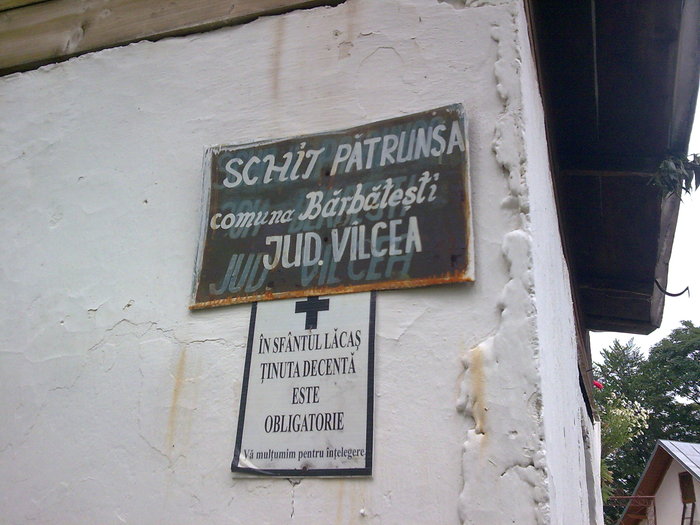 SCHIT PĂTRUNSA
comuna Bărbătești
JUD. VÎLCEA
ÎN SFÂNTUL LĂCAȘ
ȚINUTA DECENTĂ
ESTE
OBLIGATORIE
Vă mulțumim pentru înțelegere